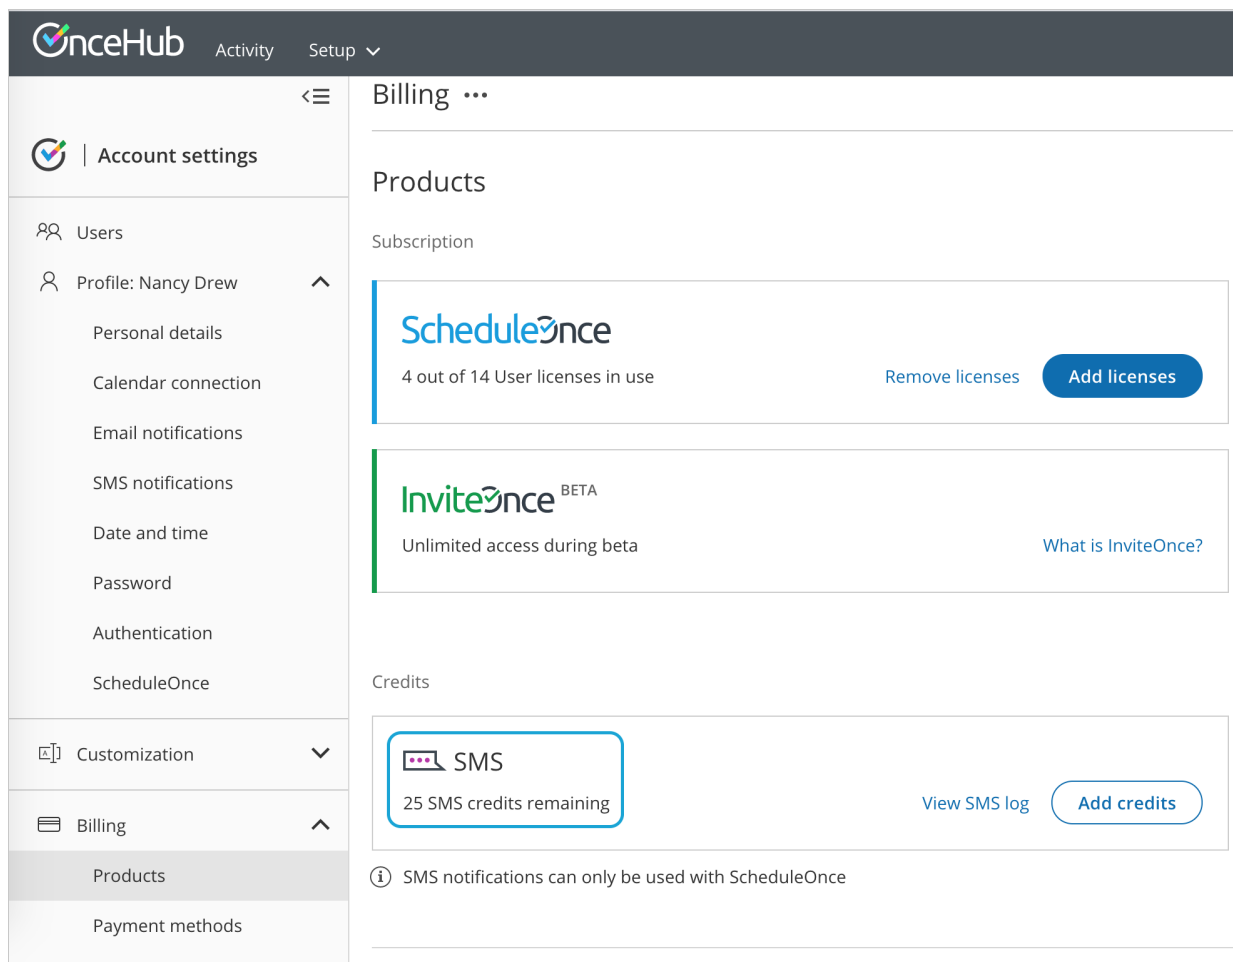 OnceHub
Activity
Setup
Account settings
Users
Profile: Nancy Drew
Personal details
Calendar connection
Email notifications
SMS notifications
Date and time
Password
Authentication
ScheduleOnce
Customization
Billing
Products
Payment methods
Billing
Products
Subscription
ScheduleOnce
4 out of 14 User licenses in use
Remove licenses
Add licenses
InviteOnce BETA
Unlimited access during beta
What is InviteOnce?
Credits
SMS
25 SMS credits remaining
View SMS log
Add credits
SMS notifications can only be used with ScheduleOnce